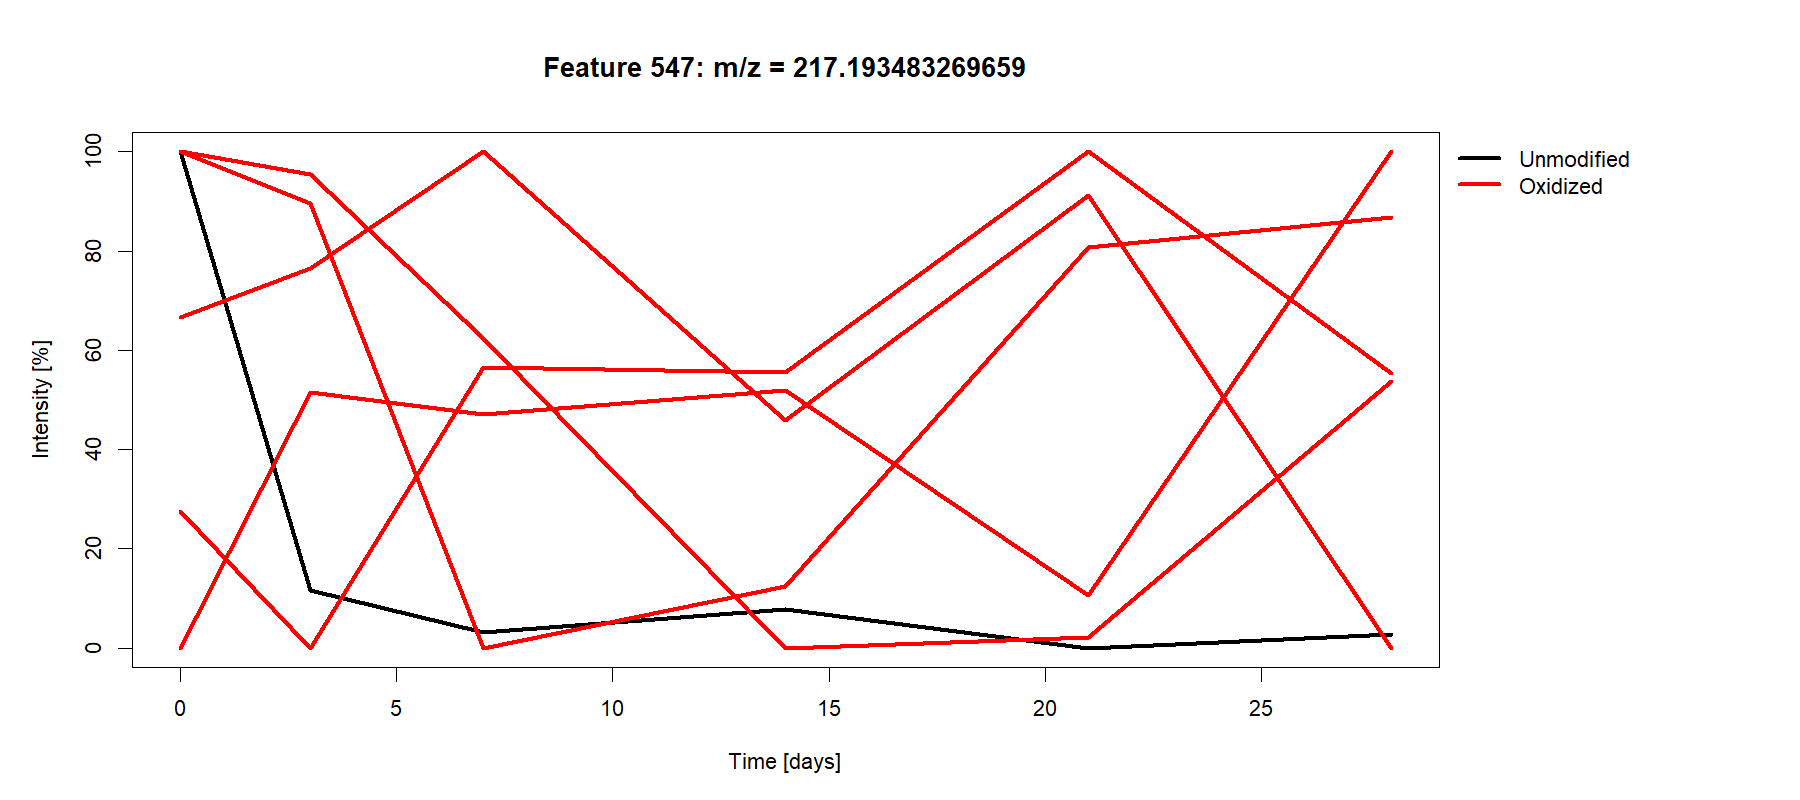 Feature 547: m/z = 217.193483269659
Unmodified
Oxidized
Intensity [%]
100
80
60
40
20
0
0 5 10 15 20 25
Time [days]